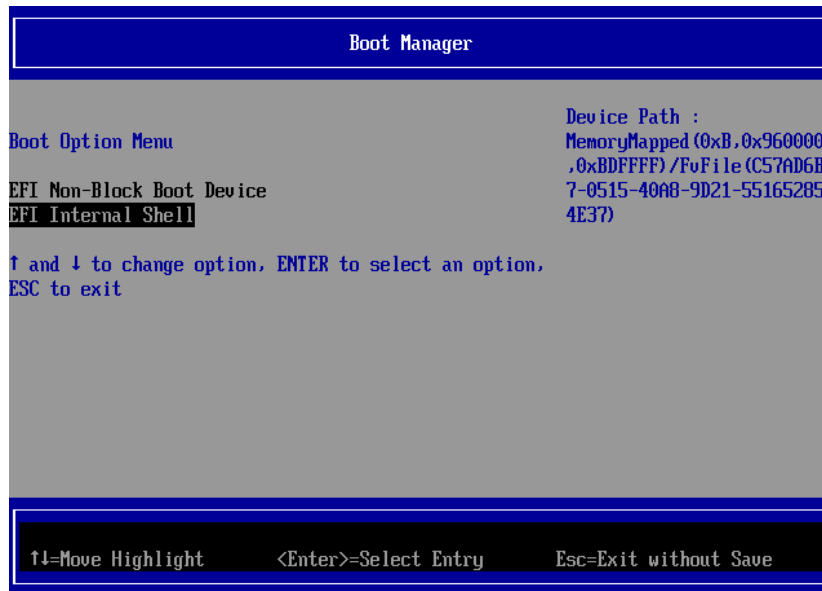 Boot Manager
Boot Option Menu
EFI Non-Block Boot Device
EFI Internal Shell
↑ and ↓ to change option, ENTER to select an option,
ESC to exit
Device Path :
MemoryMapped(0xB,0x960000
,0xBDFFFF)/FvFile(C57AD6B
7-0515-40A8-9D21-55165285
4E37)
↑↓=Move Highlight <Enter>=Select Entry Esc=Exit without Save